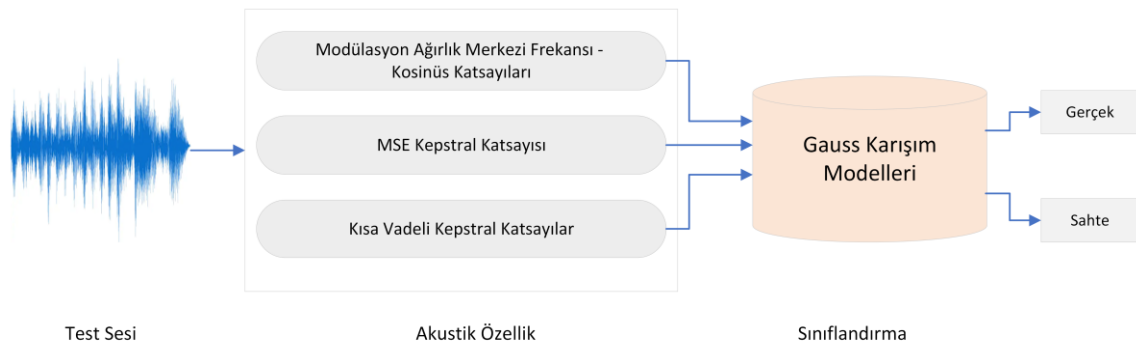 Modülasyon Ağırlık Merkezi Frekansı -
Kosinüs Katsayıları
MSE Kepstral Katsayısı
Kısa Vadeli Kepstral Katsayılar
Gauss Karışım
Modelleri
Gerçek
Sahte
Test Sesi
Akustik Özellik
Sınıflandırma